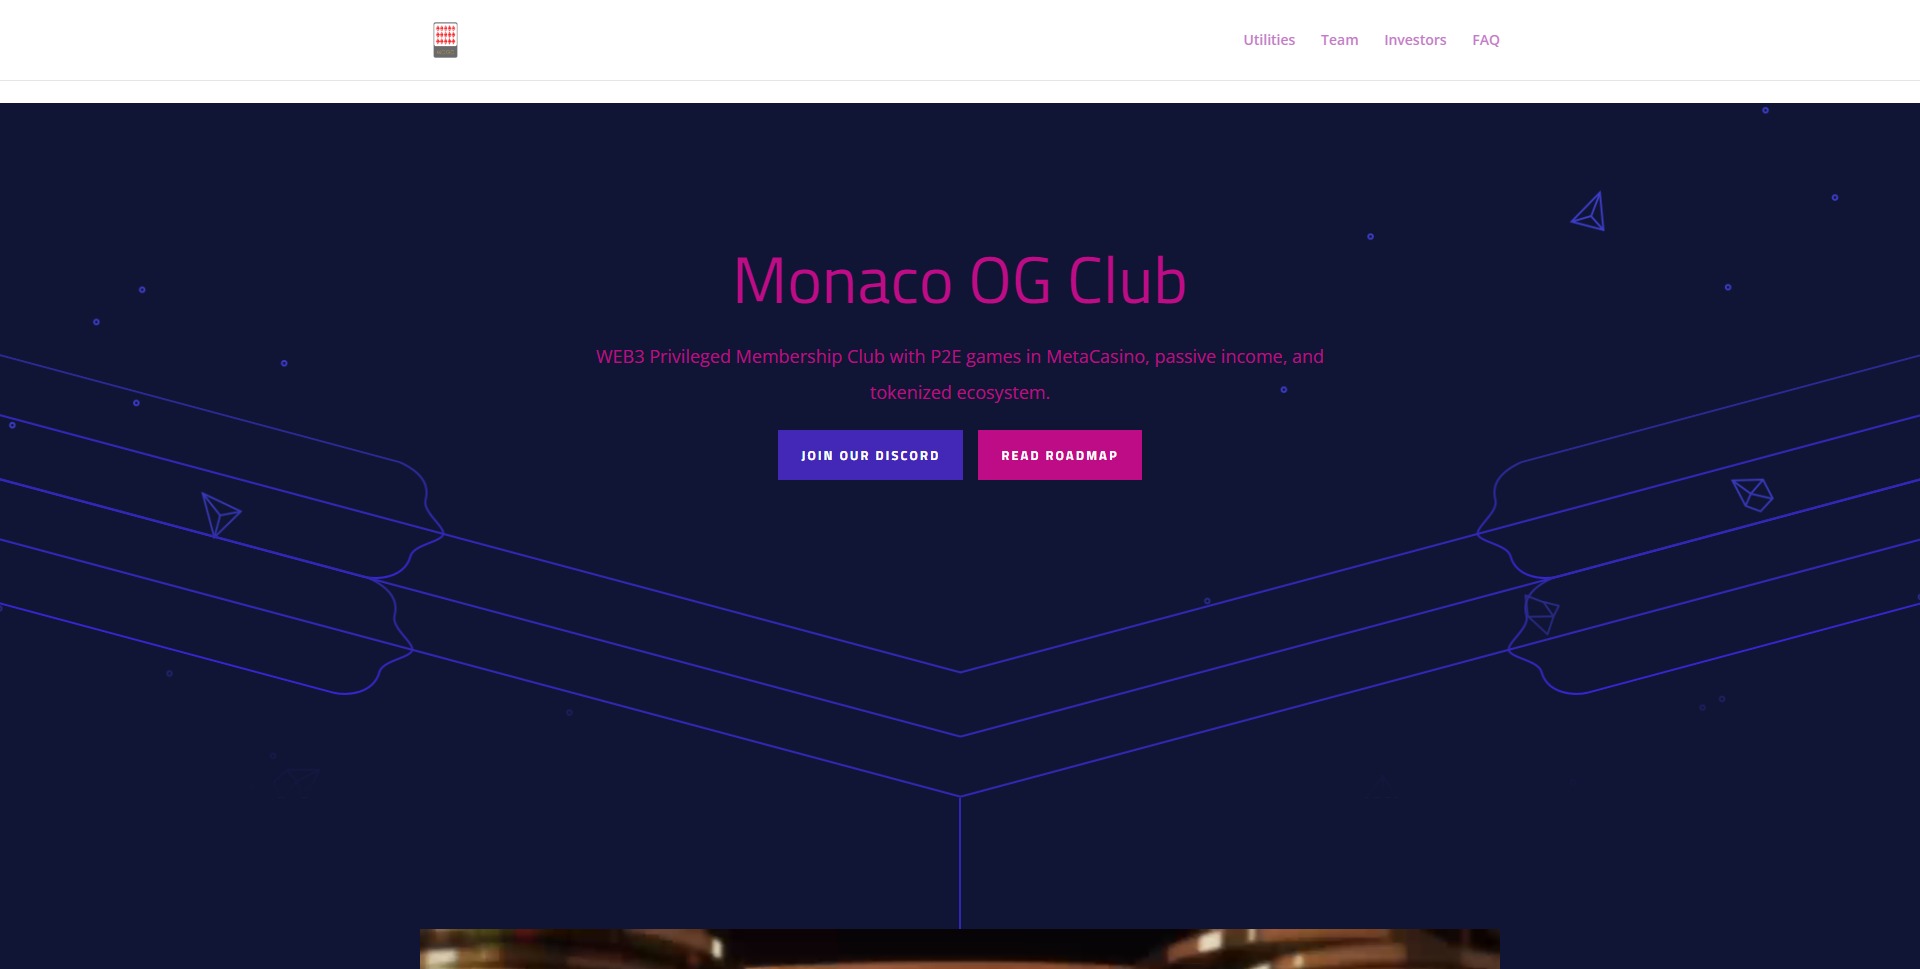 Utilities Team Investors FAQ
Monaco OG Club
WEB3 Privileged Membership Club with P2E games in MetaCasino, passive income, and
tokenized ecosystem.
JOIN OUR DISCORD READ ROADMAP